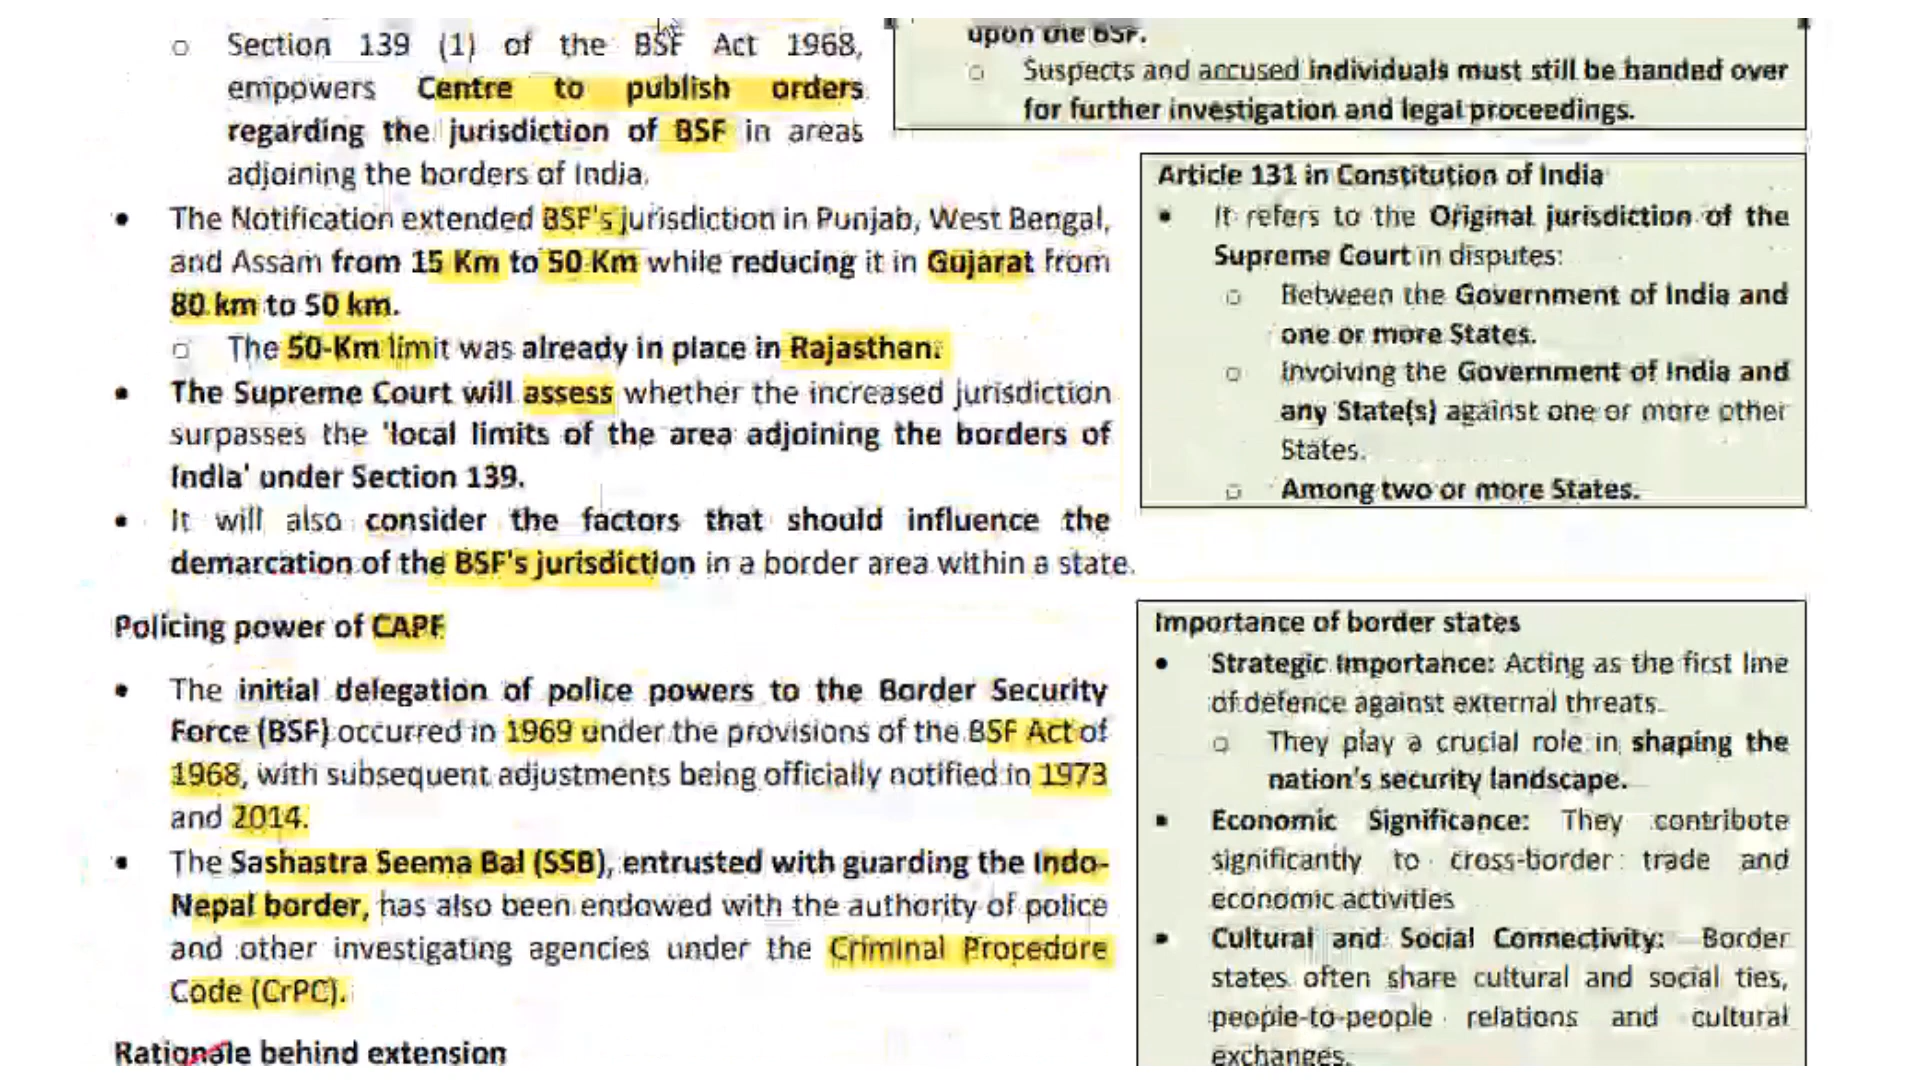 ○ Section 139 (1) of the BSF Act 1968,
empowers Centre to publish orders
regarding the jurisdiction of BSF in areas
adjoining the borders of India.
• The Notification extended BSF's jurisdiction in Punjab, West Bengal,
and Assam from 15 Km to 50 Km while reducing it in Gujarat from
80 km to 50 km.
○ The 50-Km limit was already in place in Rajasthan.
• The Supreme Court will assess whether the increased jurisdiction
surpasses the 'local limits of the area adjoining the borders of
India' under Section 139.
• It will also consider the factors that should influence the
demarcation of the BSF's jurisdiction in a border area within a state.
Policing power of CAPF
• The initial delegation of police powers to the Border Security
Force (BSF) occurred in 1969 under the provisions of the BSF Act of
1968, with subsequent adjustments being officially notified in 1973
and 2014.
• The Sashastra Seema Bal (SSB), entrusted with guarding the Indo-
Nepal border, has also been endowed with the authority of police
and other investigating agencies under the Criminal Procedure
Code (CrPC).
Rationale behind extension
upon the BSF.
○ Suspects and accused individuals must still be handed over
for further investigation and legal proceedings.
Article 131 in Constitution of India
• It refers to the Original jurisdiction of the
Supreme Court in disputes:
○ Between the Government of India and
one or more States.
○ Involving the Government of India and
any State(s) against one or more other
States.
○ Among two or more States.
Importance of border states
• Strategic Importance: Acting as the first line
of defence against external threats.
○ They play a crucial role in shaping the
nation's security landscape.
• Economic Significance: They contribute
significantly to cross-border trade and
economic activities
• Cultural and Social Connectivity: Border
states often share cultural and social ties,
people-to-people relations and cultural
exchanges.